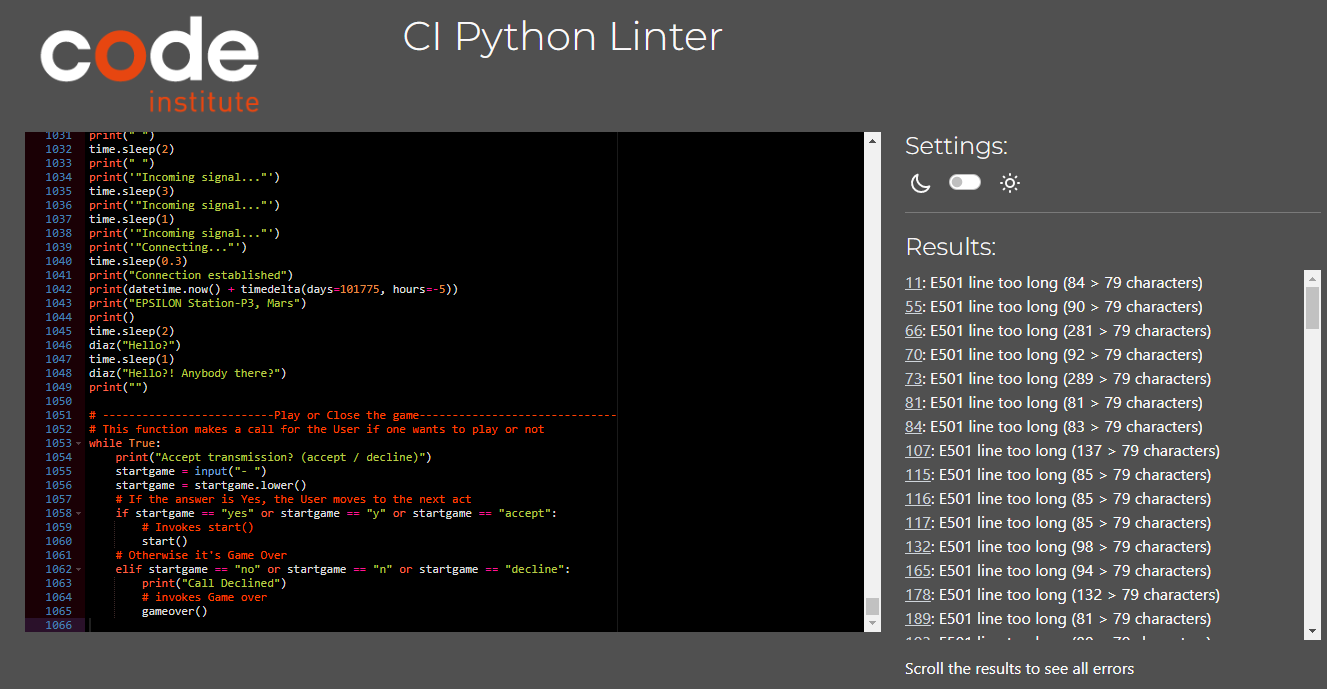 code
institute
CI Python Linter
1031 print(" ")
1032 time.sleep(2)
1033 print(" ")
1034 print('"Incoming signal..."')
1035 time.sleep(3)
1036 print('"Incoming signal..."')
1037 time.sleep(1)
1038 print('"Incoming signal..."')
1039 print('"Connecting..."')
1040 time.sleep(0.3)
1041 print("Connection established")
1042 print(datetime.now() + timedelta(days=101775, hours=-5))
1043 print("EPSILON Station-P3, Mars")
1044 print()
1045 time.sleep(2)
1046 diaz("Hello?")
1047 time.sleep(1)
1048 diaz("Hello?! Anybody there?")
1049 print("")
1050
1051 # --------------------------Play or Close the game------------------------------
1052 # This function makes a call for the User if one wants to play or not
1053 while True:
1054     print("Accept transmission? (accept / decline)")
1055     startgame = input("- ")
1056     startgame = startgame.lower()
1057     # If the answer is Yes, the User moves to the next act
1058     if startgame == "yes" or startgame == "y" or startgame == "accept":
1059         # Invokes start()
1060         start()
1061     # Otherwise it's Game Over
1062     elif startgame == "no" or startgame == "n" or startgame == "decline":
1063         print("Call Declined")
1064         # invokes Game over
1065         gameover()
1066
Settings:
Results:
11: E501 line too long (84 > 79 characters)
55: E501 line too long (90 > 79 characters)
66: E501 line too long (281 > 79 characters)
70: E501 line too long (92 > 79 characters)
73: E501 line too long (289 > 79 characters)
81: E501 line too long (81 > 79 characters)
84: E501 line too long (83 > 79 characters)
107: E501 line too long (137 > 79 characters)
115: E501 line too long (85 > 79 characters)
116: E501 line too long (85 > 79 characters)
117: E501 line too long (85 > 79 characters)
132: E501 line too long (98 > 79 characters)
165: E501 line too long (94 > 79 characters)
178: E501 line too long (132 > 79 characters)
189: E501 line too long (81 > 79 characters)
E501 line too long
Scroll the results to see all errors